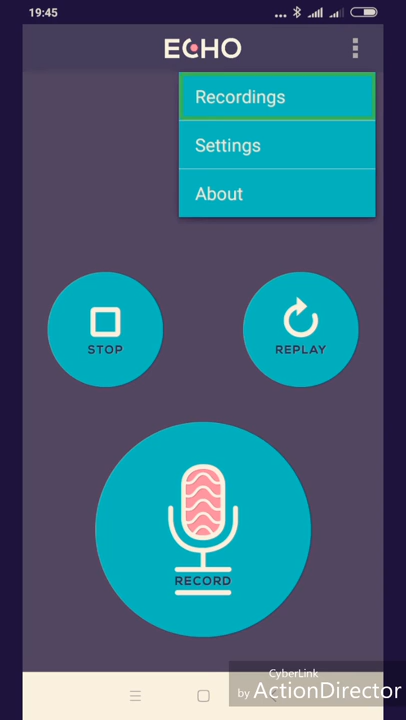 19:45
ECHO
Recordings
Settings
About
STOP
REPLAY
RECORD
CyberLink
by ActionDirector